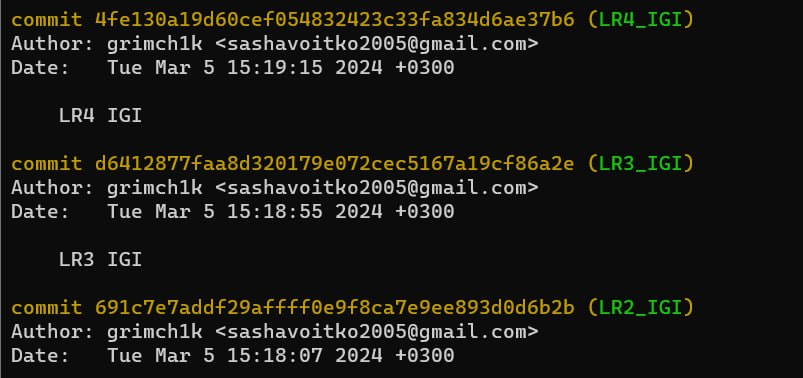 commit 4fe130a19d60cef054832423c33fa834d6ae37b6 (LR4_IGI)
Author: grimch1k <sashavoitko2005@gmail.com>
Date:   Tue Mar 5 15:19:15 2024 +0300
LR4 IGI
commit d6412877faa8d320179e072cec5167a19cf86a2e (LR3_IGI)
Author: grimch1k <sashavoitko2005@gmail.com>
Date:   Tue Mar 5 15:18:55 2024 +0300
LR3 IGI
commit 691c7e7addf29affff0e9f8ca7e9ee893d0d6b2b (LR2_IGI)
Author: grimch1k <sashavoitko2005@gmail.com>
Date:   Tue Mar 5 15:18:07 2024 +0300